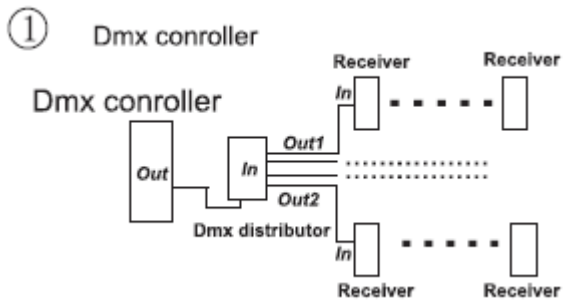 ① Dmx conroller
Receiver Receiver
In
Dmx conroller
Out1
Out In
Out2
Dmx distributor
In
Receiver Receiver